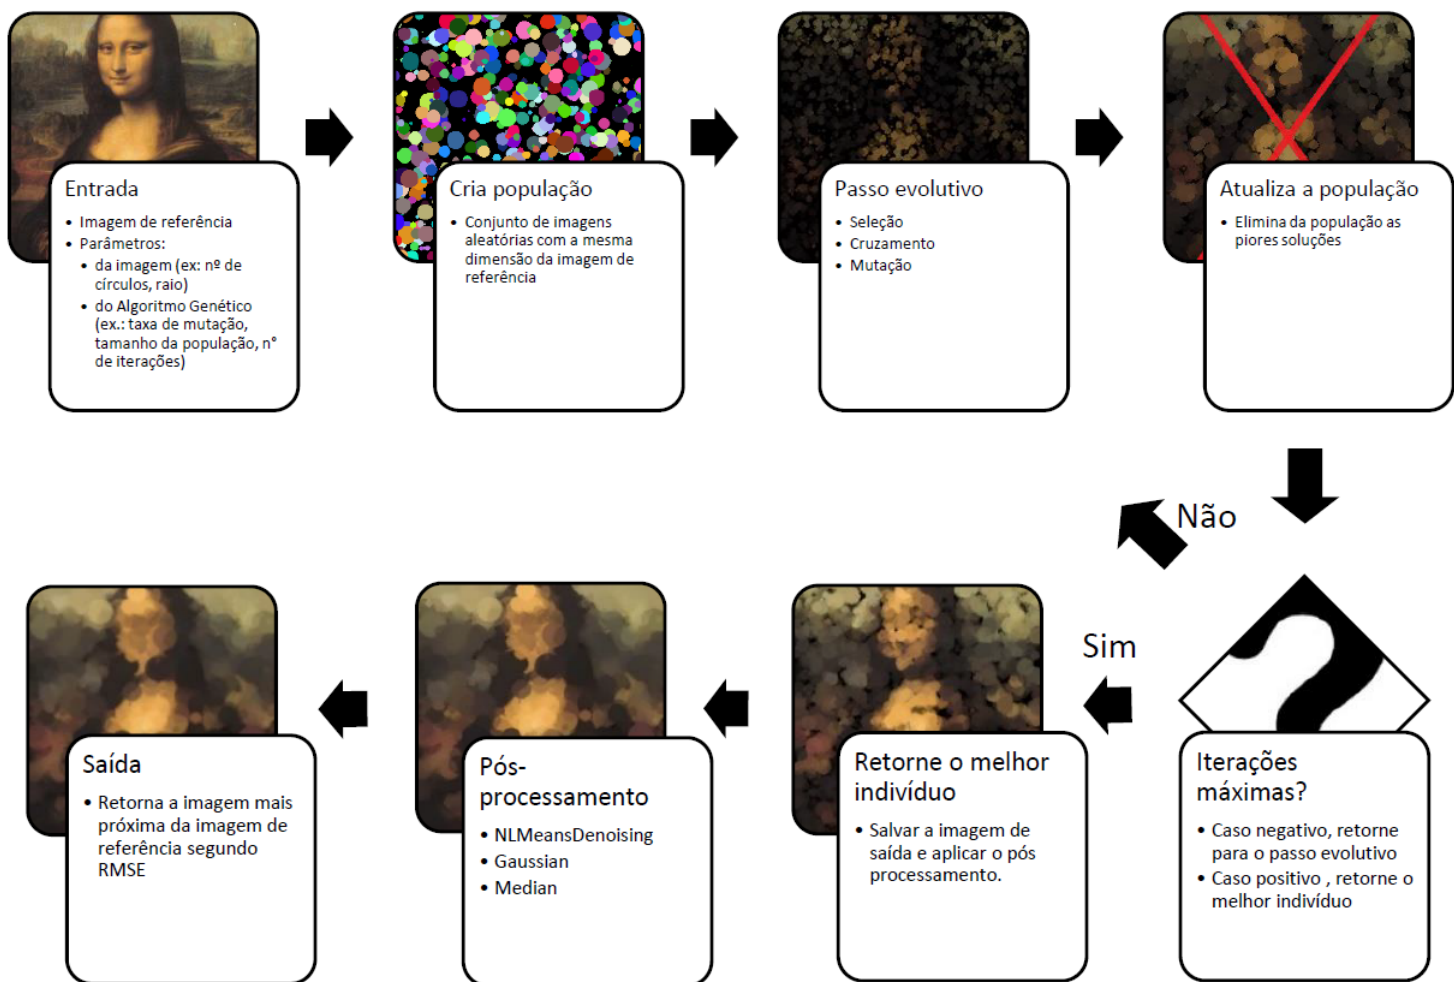 Entrada
• Imagem de referência
• Parâmetros:
• da imagem (ex: nº de
círculos, raio)
• do Algoritmo Genético
(ex.: taxa de mutação,
tamanho da população, n°
de iterações)
Cria população
• Conjunto de imagens
aleatórias com a mesma
dimensão da imagem de
referência
Passo evolutivo
• Seleção
• Cruzamento
• Mutação
Atualiza a população
• Elimina da população as
piores soluções
Não
Sim
Iterações
máximas?
• Caso negativo, retorne
para o passo evolutivo
• Caso positivo , retorne o
melhor indivíduo
Retorne o melhor
indivíduo
• Salvar a imagem de
saída e aplicar o pós
processamento.
Pós-
processamento
• NLMeansDenoising
• Gaussian
• Median
Saída
• Retorna a imagem mais
próxima da imagem de
referência segundo
RMSE